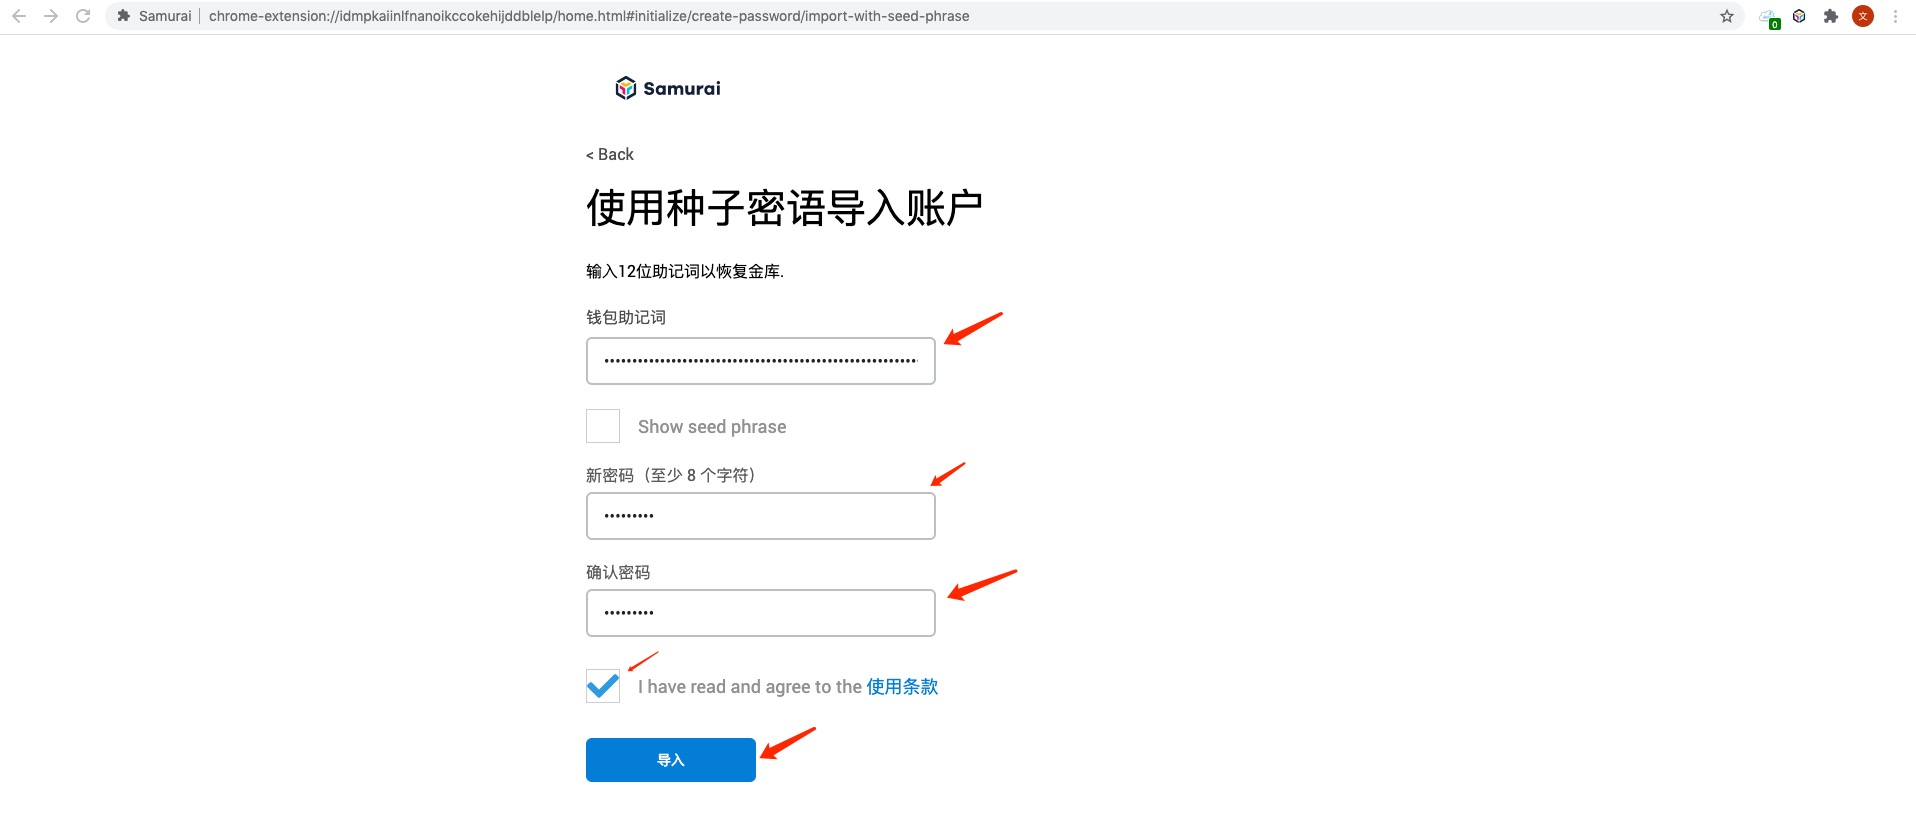 Samurai chrome-extension://idmpkaiinlfnanoikccokehijddblelp/home.html#initialize/create-password/import-with-seed-phrase 0 文
Samurai
< Back
使用种子密语导入账户
输入12位助记词以恢复金库.
钱包助记词
Show seed phrase
新密码（至少 8 个字符）
确认密码
I have read and agree to the 使用条款
导入